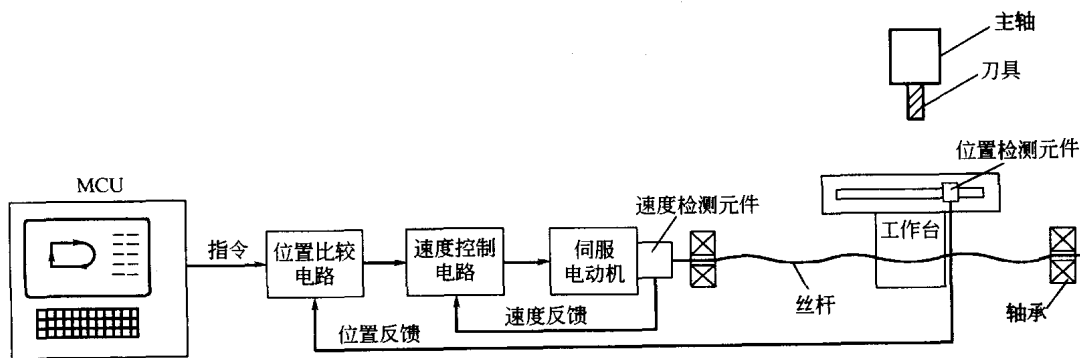 主轴
刀具
位置检测元件
MCU
速度检测元件
工作台
指令
位置比较
电路
速度控制
电路
伺服
电动机
丝杆
轴承
速度反馈
位置反馈